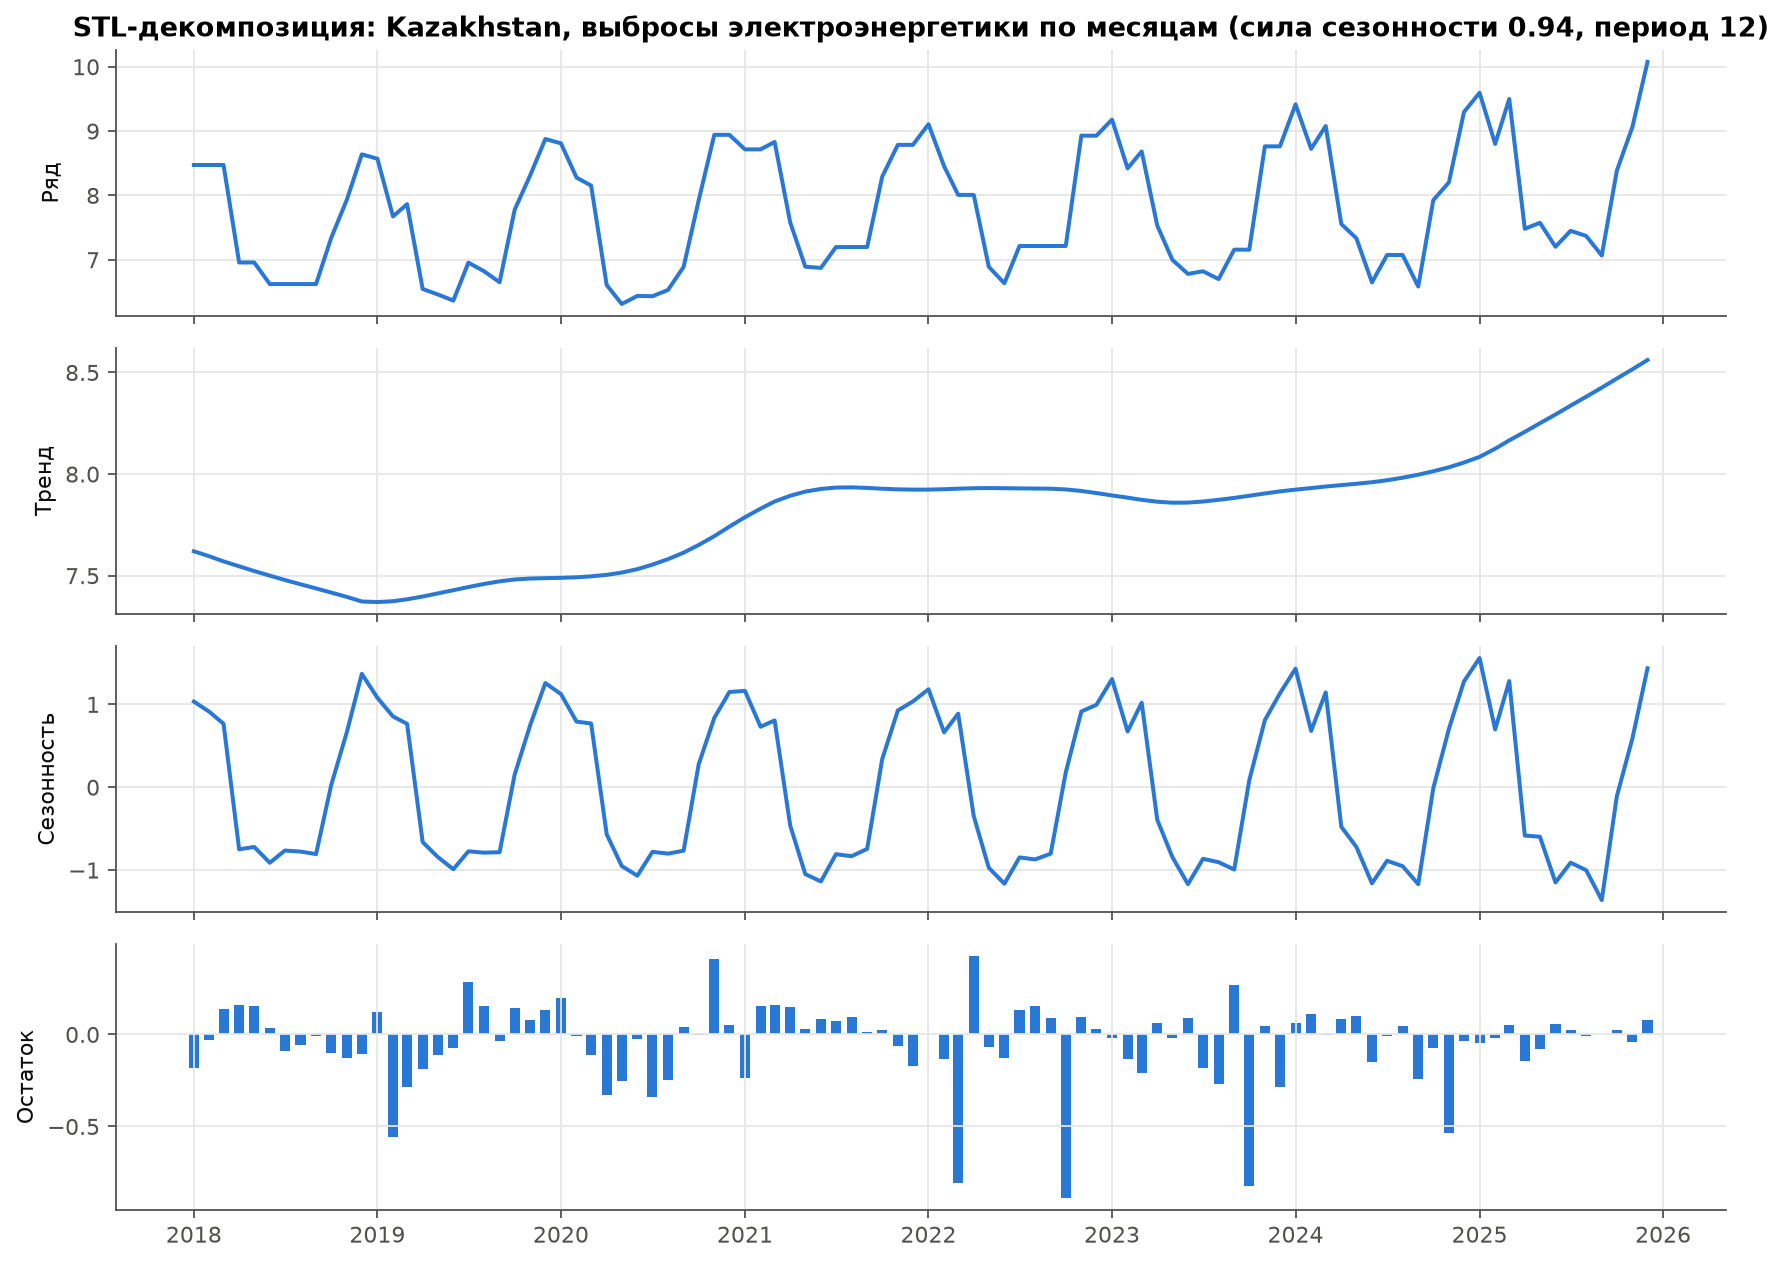 STL-декомпозиция: Kazakhstan, выбросы электроэнергетики по месяцам (сила сезонности 0.94, период 12)
10
9
8
7
Ряд
8.5
8.0
7.5
Тренд
1
0
−1
Сезонность
0.0
−0.5
Остаток
2018 2019 2020 2021 2022 2023 2024 2025 2026